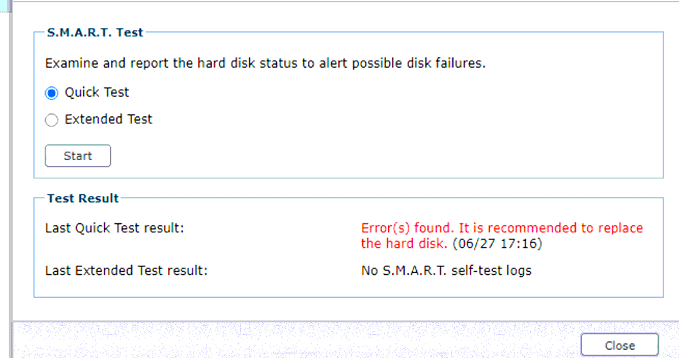 S.M.A.R.T. Test
Examine and report the hard disk status to alert possible disk failures.
Quick Test
Extended Test
Start
Test Result
Last Quick Test result:
Error(s) found. It is recommended to replace
the hard disk. (06/27 17:16)
Last Extended Test result:
No S.M.A.R.T. self-test logs
Close